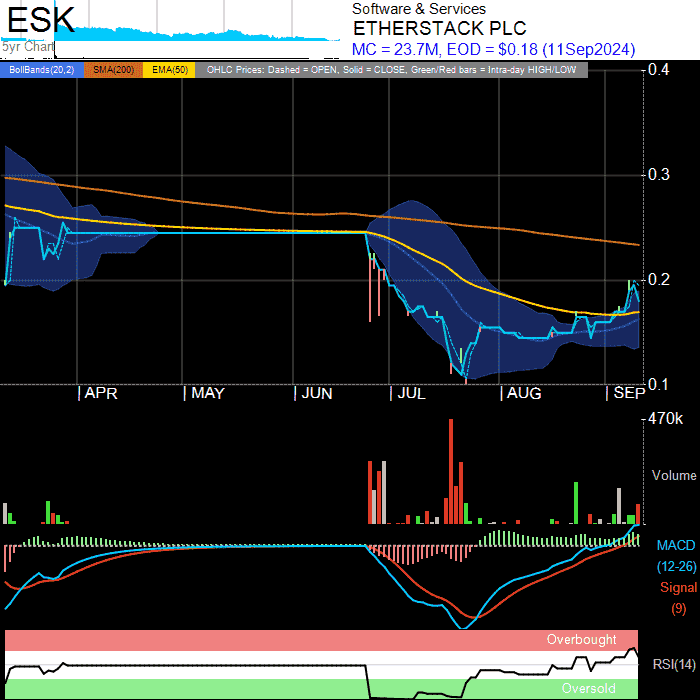 ESK
Software & Services
ETHERSTACK PLC
5yr Chart
MC = 23.7M, EOD = $0.18 (11Sep2024)
BollBands(20,2) SMA(200) EMA(50) OHLC Prices: Dashed = OPEN, Solid = CLOSE, Green/Red bars = Intra-day HIGH/LOW
0.4
0.3
0.2
0.1
| APR | MAY | JUN | JUL | AUG | SEP
470k
Volume
MACD
(12-26)
Signal
(9)
Overbought
RSI(14)
Oversold